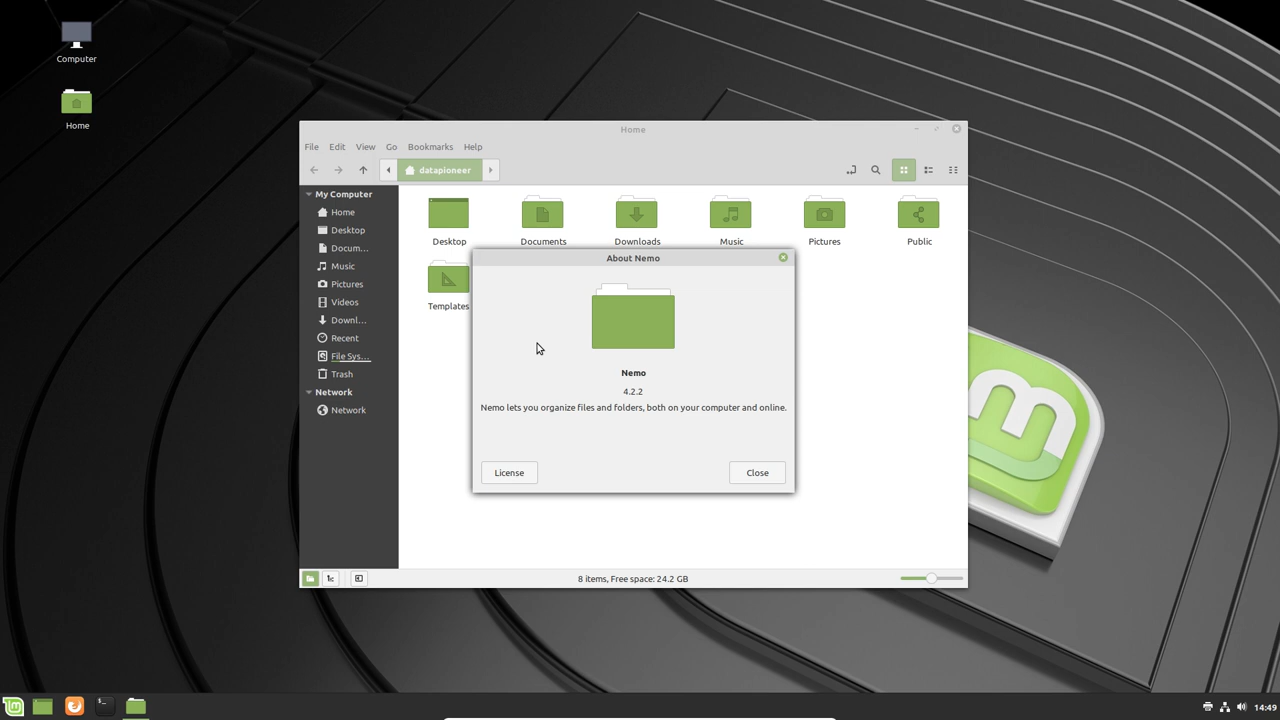 Computer
Home
Home
File Edit View Go Bookmarks Help
datapioneer
My Computer
Home
Desktop
Docum...
Music
Pictures
Videos
Downl...
Recent
File Sys...
Trash
Network
Network
Desktop
Documents
Downloads
Music
Pictures
Public
Templates
About Nemo
Nemo
4.2.2
Nemo lets you organize files and folders, both on your computer and online.
License
Close
8 items, Free space: 24.2 GB
14:49